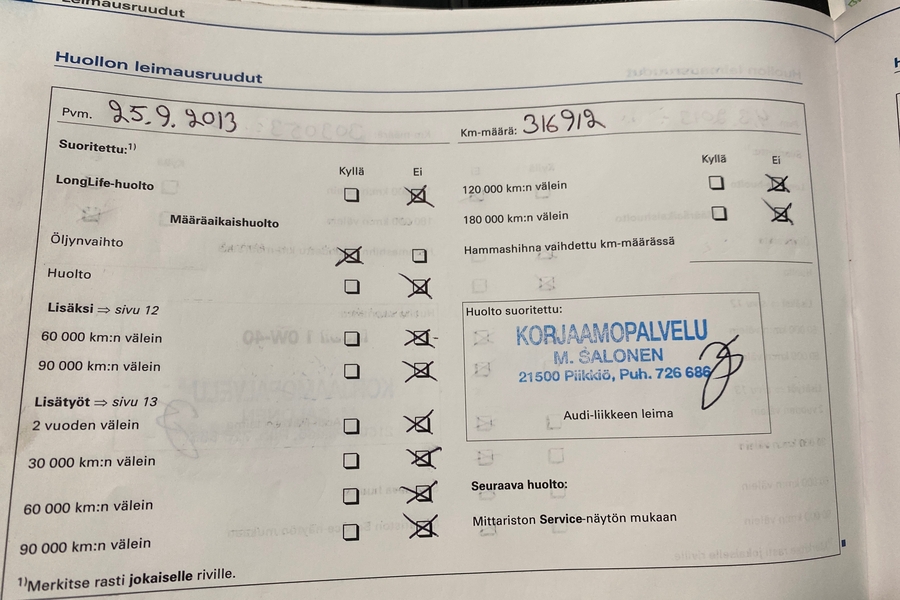 Leimausruudut
Huollon leimausruudut
Pvm. 25.9.2013
Km-määrä: 316912
Suoritettu:1)
Kyllä Ei
LongLife-huolto
Määräaikaishuolto
Öljynvaihto
Huolto
Lisäksi ⇒ sivu 12
60 000 km:n välein
90 000 km:n välein
Lisätyöt ⇒ sivu 13
2 vuoden välein
30 000 km:n välein
60 000 km:n välein
90 000 km:n välein
1)Merkitse rasti jokaiselle riville.
Kyllä Ei
120 000 km:n välein
180 000 km:n välein
Hammashihna vaihdettu km-määrässä
Huolto suoritettu:
KORJAAMOPALVELU
M. SALONEN
21500 Piikkiö, Puh. 726 686
Audi-liikkeen leima
Seuraava huolto:
Mittariston Service-näytön mukaan